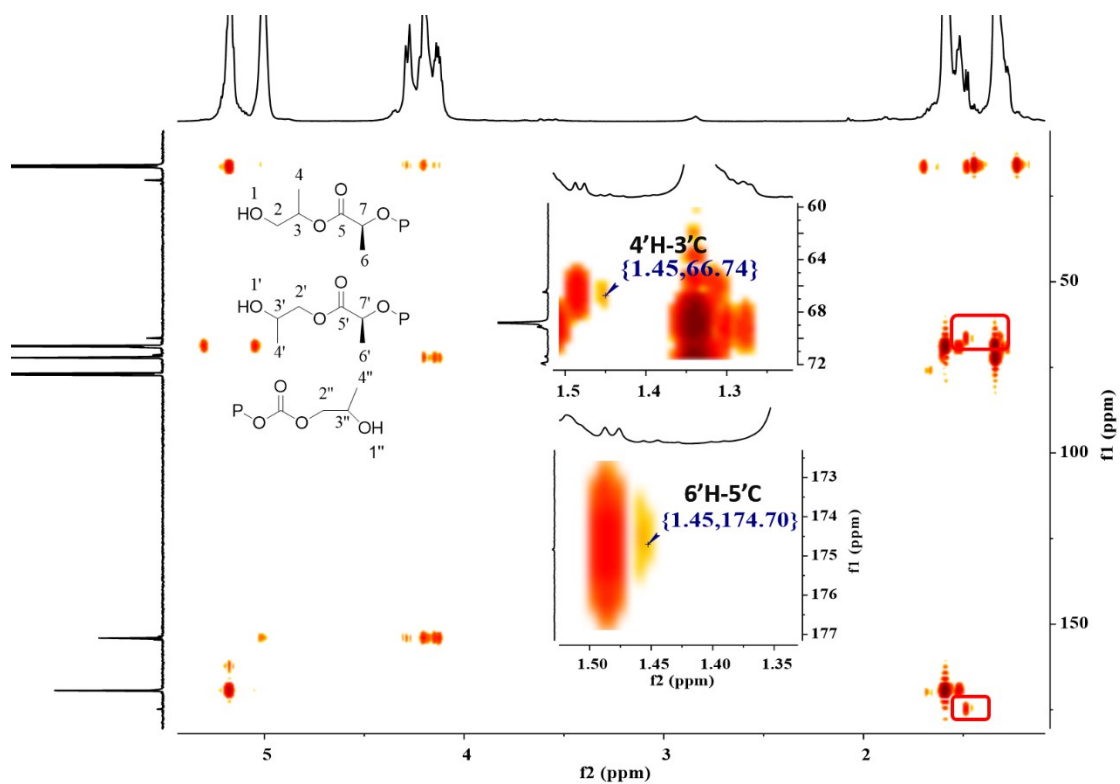 60
4'H-3'C
{1.45,66.74}
64
68
72
1.5
1.4
1.3
1
4
HO
2
3
O
O
5
7
O
P
6
1'
HO
3'
2'
4'
O
O
5'
7'
O
P
6'
P
O
O
O
2''
4''
3''
OH
1''
6'H-5'C
{1.45,174.70}
173
174
175
176
177
f1 (ppm)
1.50
1.45
1.40
1.35
f2 (ppm)
50
100
150
f1 (ppm)
5
4
3
2
f2 (ppm)